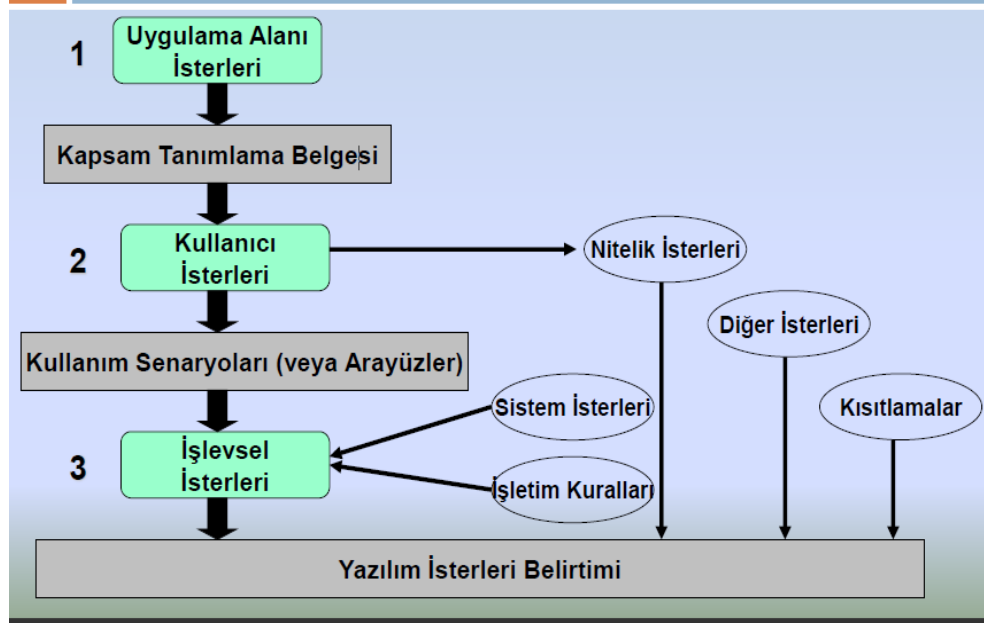 1
Uygulama Alanı
İsterleri
Kapsam Tanımlama Belgesi
2
Kullanıcı
İsterleri
Nitelik İsterleri
Diğer İsterleri
Kullanım Senaryoları (veya Arayüzler)
Sistem İsterleri
Kısıtlamalar
3
İşlevsel
İsterleri
İşletim Kuralları
Yazılım İsterleri Belirtimi